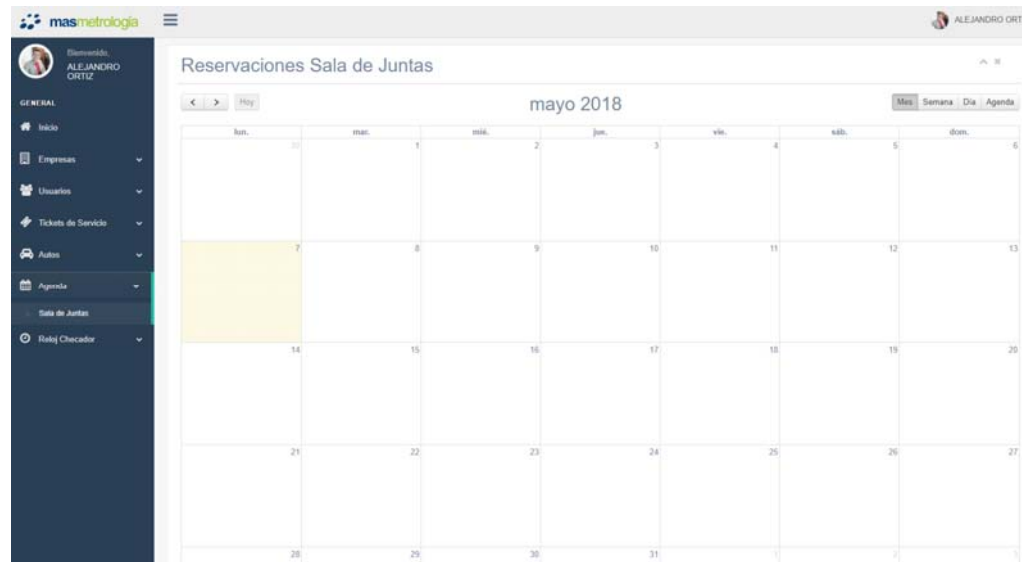 masmetrología
ALEJANDRO ORT
Bienvenido,
ALEJANDRO
ORTIZ
GENERAL
Inicio
Empresas
Usuarios
Tickets de Servicio
Autos
Agenda
Sala de Juntas
Reloj Checador
Reservaciones Sala de Juntas
Hoy
mayo 2018
Mes Semana Día Agenda
lun. mar. mié. jue. vie. sáb. dom.
30 1 2 3 4 5 6
7 8 9 10 11 12 13
14 15 16 17 18 19 20
21 22 23 24 25 26 27
28 29 30 31 1 2 3